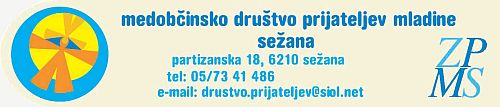 medobčinsko društvo prijateljev mladine
sežana
partizanska 18, 6210 sežana
tel: 05/73 41 486
e-mail: drustvo.prijateljev@siol.net
ZP
MS